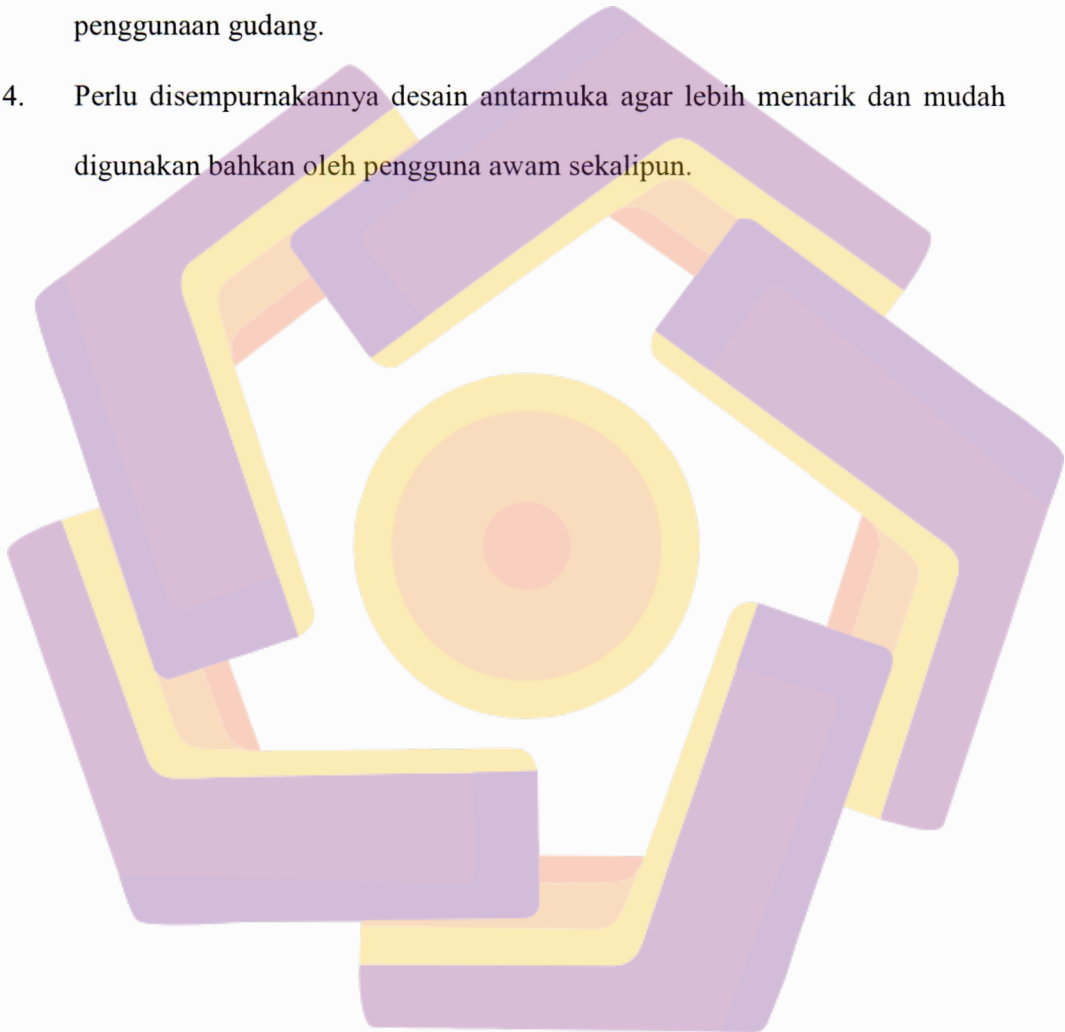 penggunaan gudang.
4. Perlu disempurnakannya desain antarmuka agar lebih menarik dan mudah
digunakan bahkan oleh pengguna awam sekalipun.